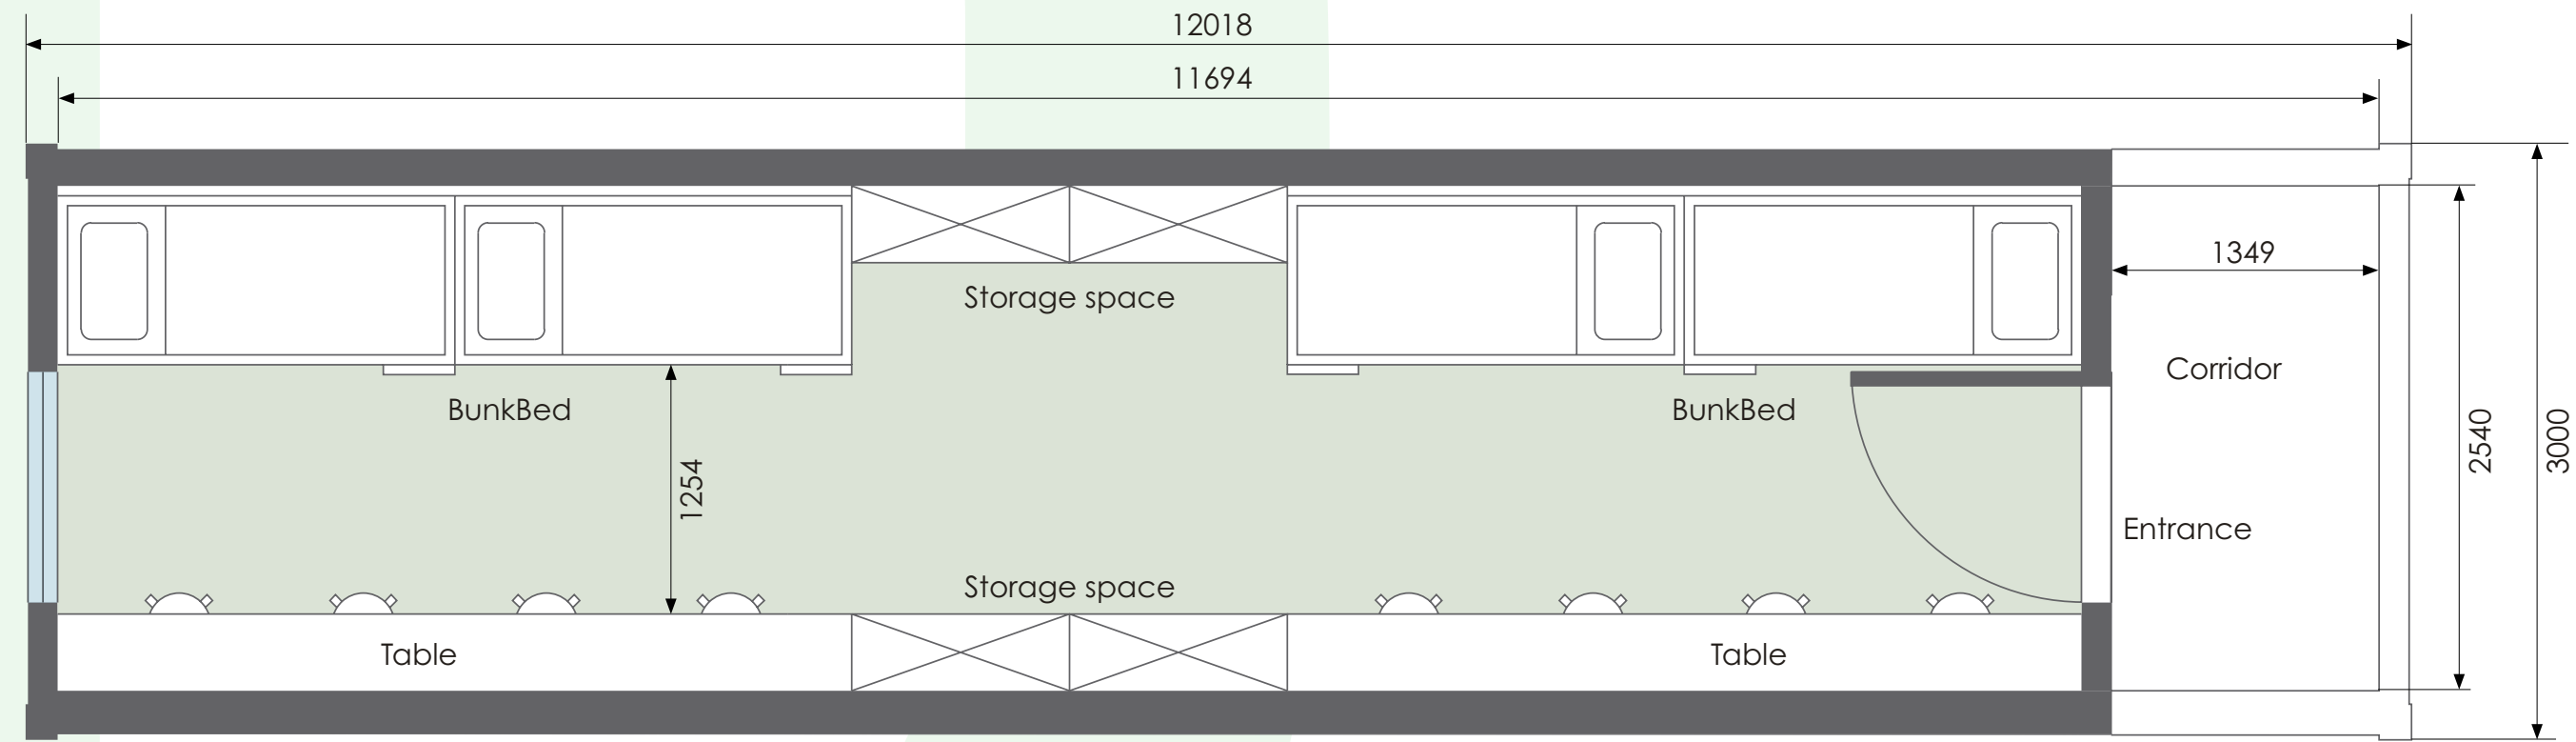 12018
11694
1349
Storage space
Corridor
BunkBed
BunkBed
2540
3000
1254
Entrance
Storage space
Table
Table